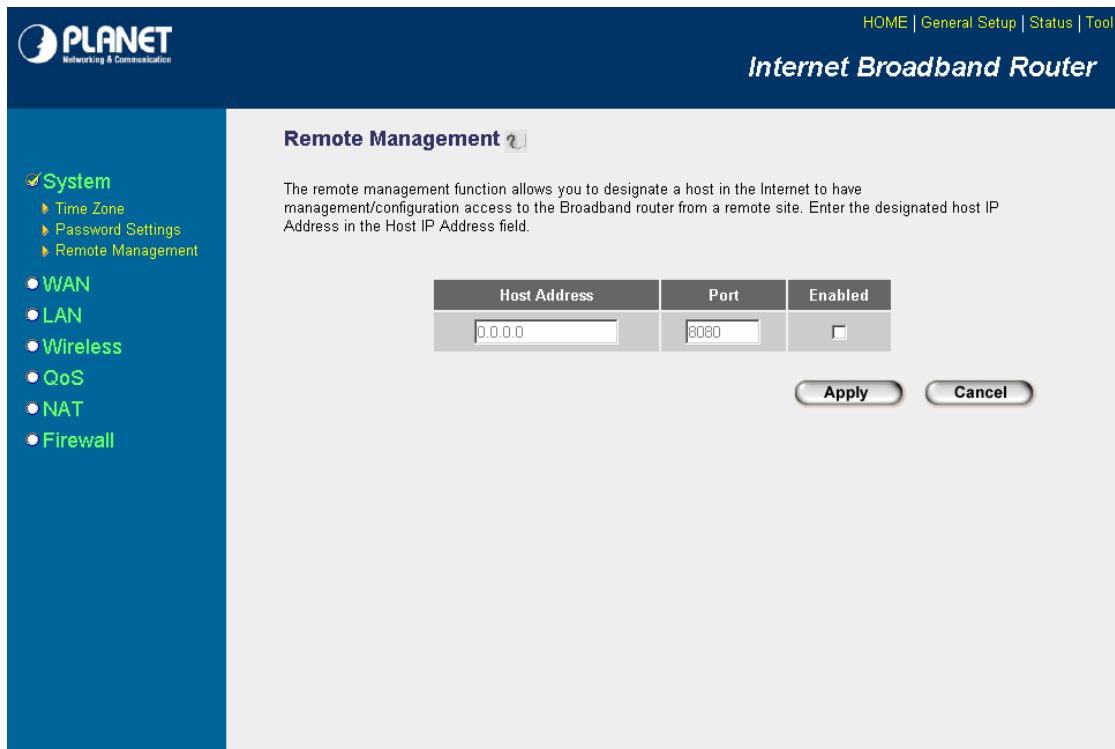 PLANET
Networking & Communication
HOME | General Setup | Status | Tool
Internet Broadband Router
System
Time Zone
Password Settings
Remote Management
WAN
LAN
Wireless
QoS
NAT
Firewall
Remote Management
The remote management function allows you to designate a host in the Internet to have
management/configuration access to the Broadband router from a remote site. Enter the designated host IP
Address in the Host IP Address field.
Host Address Port Enabled
0.0.0.0 8080
Apply Cancel